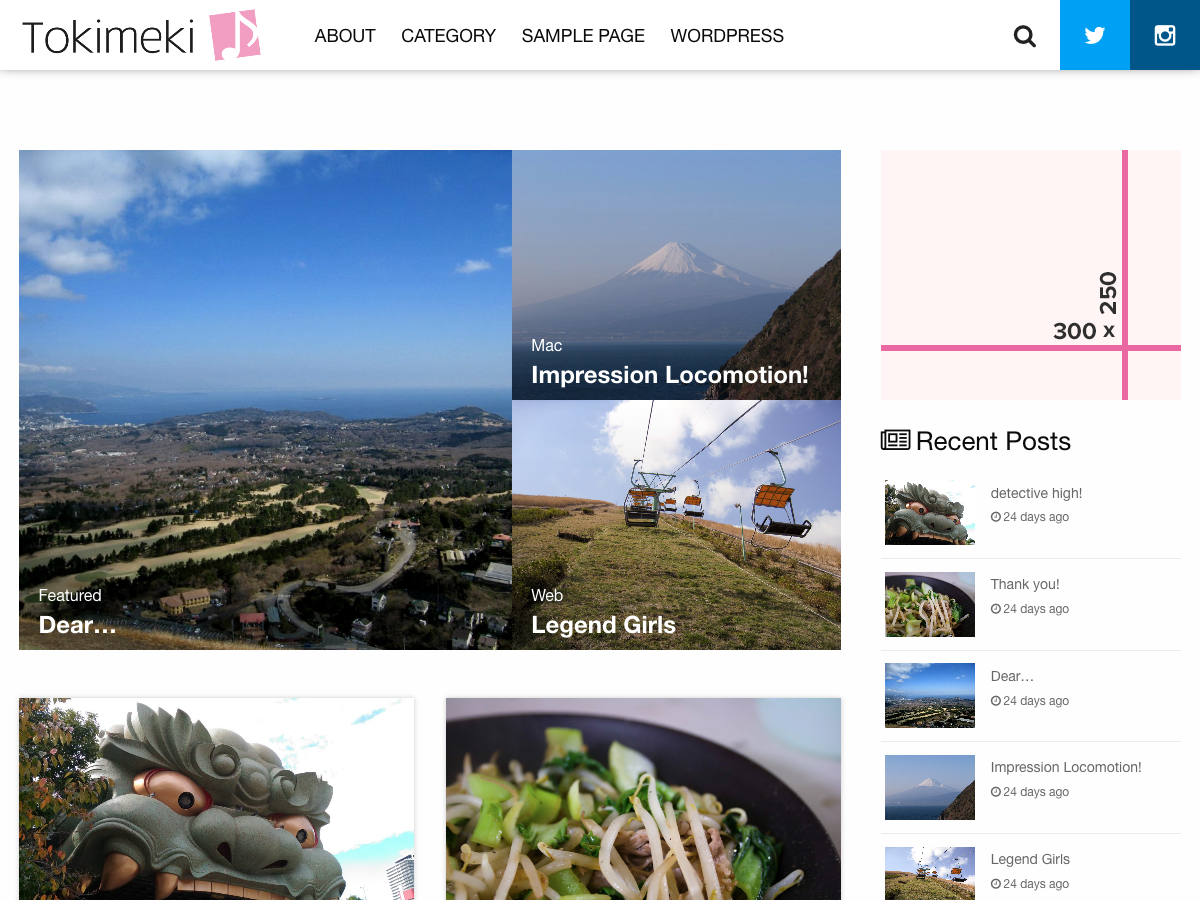 Tokimeki
ABOUT CATEGORY SAMPLE PAGE WORDPRESS
Featured
Dear...
Mac
Impression Locomotion!
Web
Legend Girls
300 x 250
Recent Posts
detective high!
24 days ago
Thank you!
24 days ago
Dear…
24 days ago
Impression Locomotion!
24 days ago
Legend Girls
24 days ago